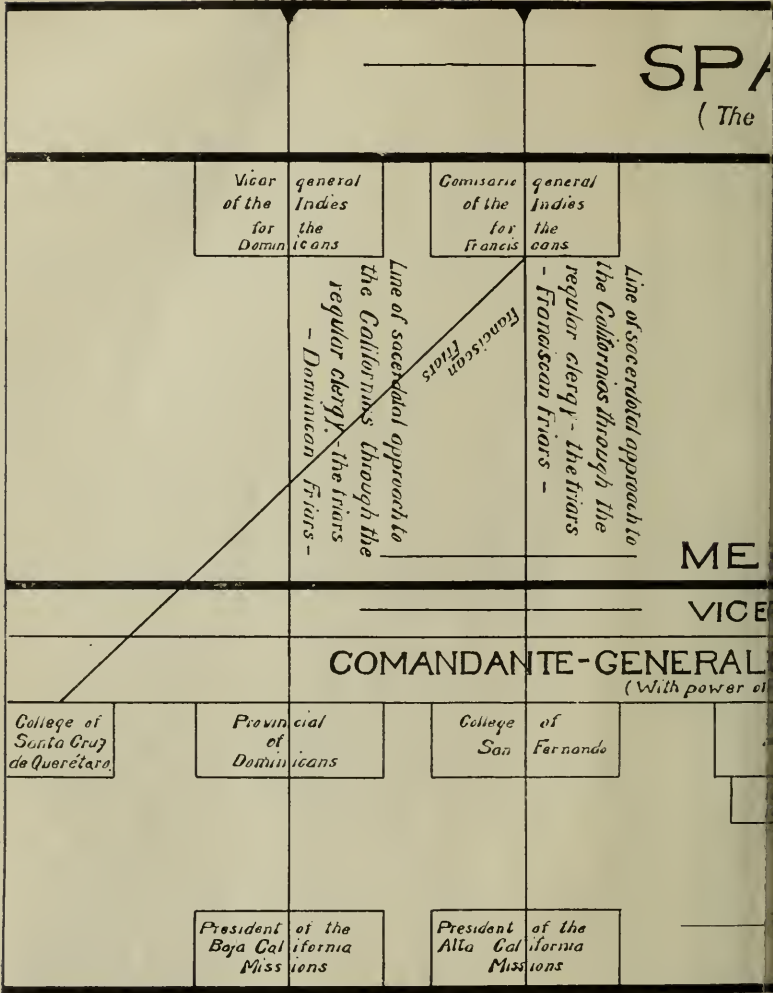 SPA
( The
Vicar general
of the Indies
for the
Dominicans
Comisario general
of the Indies
for the
Franciscans
Line of sacerdotal approach to
the Californias through the
regular clergy - the friars
- Dominican Friars -
Franciscan
Friars
Line of sacerdotal approach to
the Californias through the
regular clergy - the friars
- Franciscan Friars -
ME
VICE
COMANDANTE-GENERAL
(With power of
College of
Santa Cruz
de Querétaro
Provincial
of
Dominicans
College of
San Fernando
President of the
Baja California
Missions
President of the
Alta California
Missions